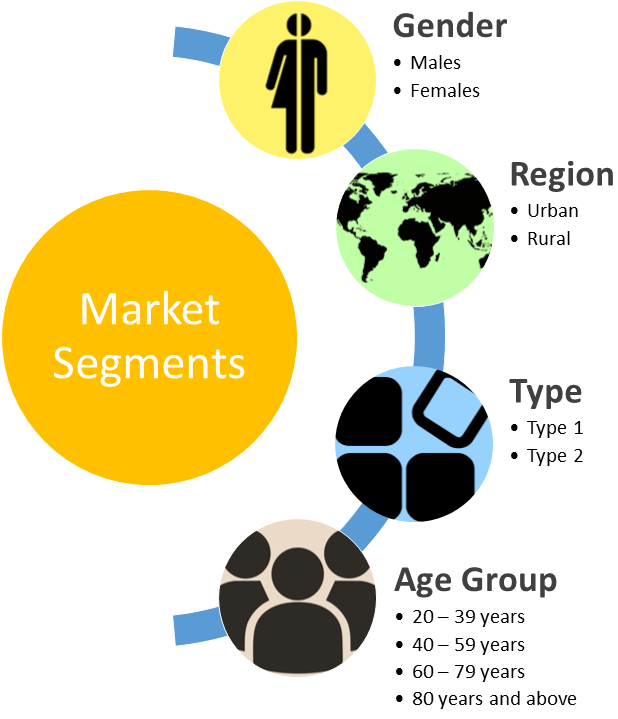 Gender
• Males
• Females
Region
• Urban
• Rural
Market
Segments
Type
• Type 1
• Type 2
Age Group
• 20 – 39 years
• 40 – 59 years
• 60 – 79 years
• 80 years and above